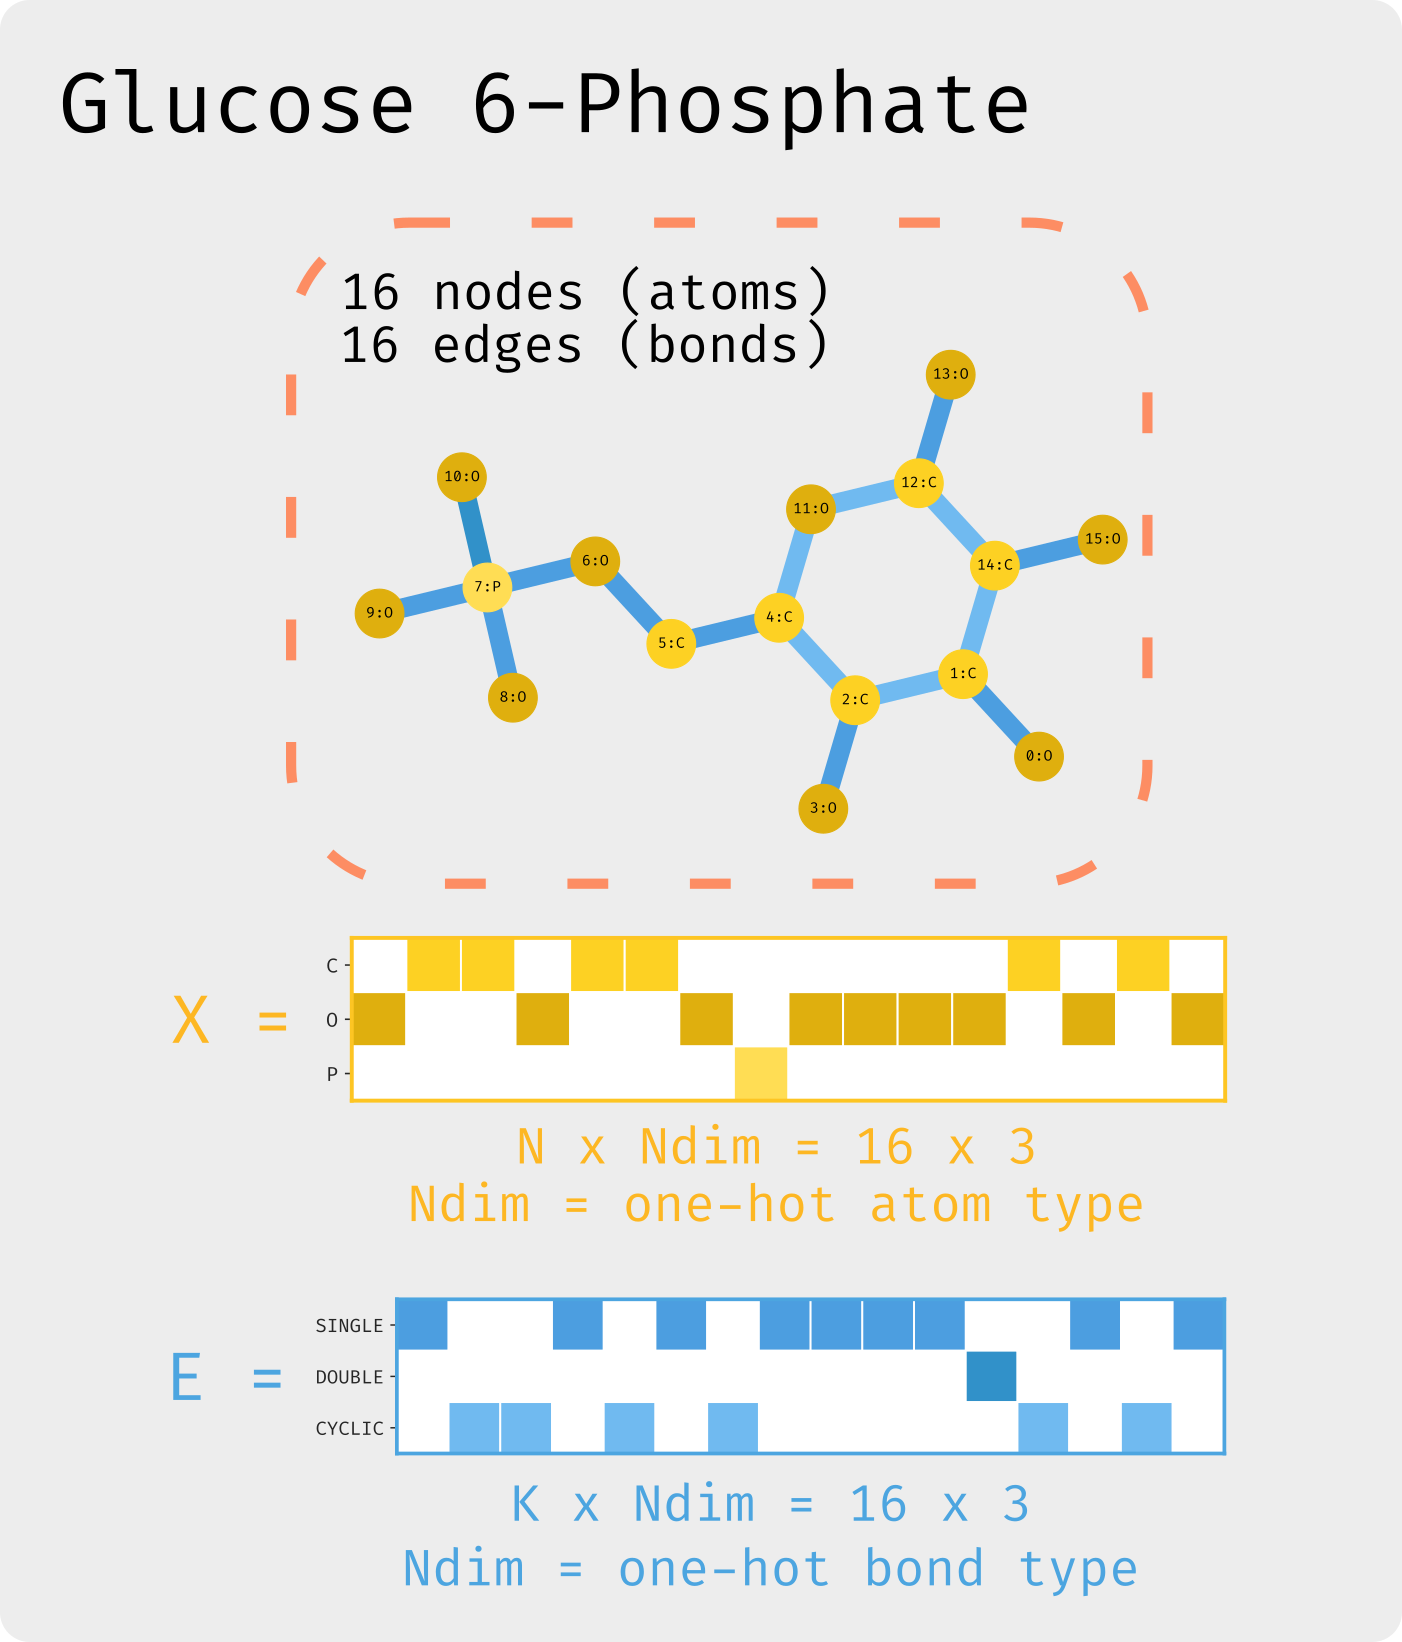 Glucose 6-Phosphate
16 nodes (atoms)
16 edges (bonds)
13:O
10:O
12:C
11:O
15:O
6:O
14:C
7:P
9:O
4:C
5:C
1:C
8:O
2:C
0:O
3:O
C
X = O
P
N x Ndim = 16 x 3
Ndim = one-hot atom type
SINGLE
E = DOUBLE
CYCLIC
K x Ndim = 16 x 3
Ndim = one-hot bond type